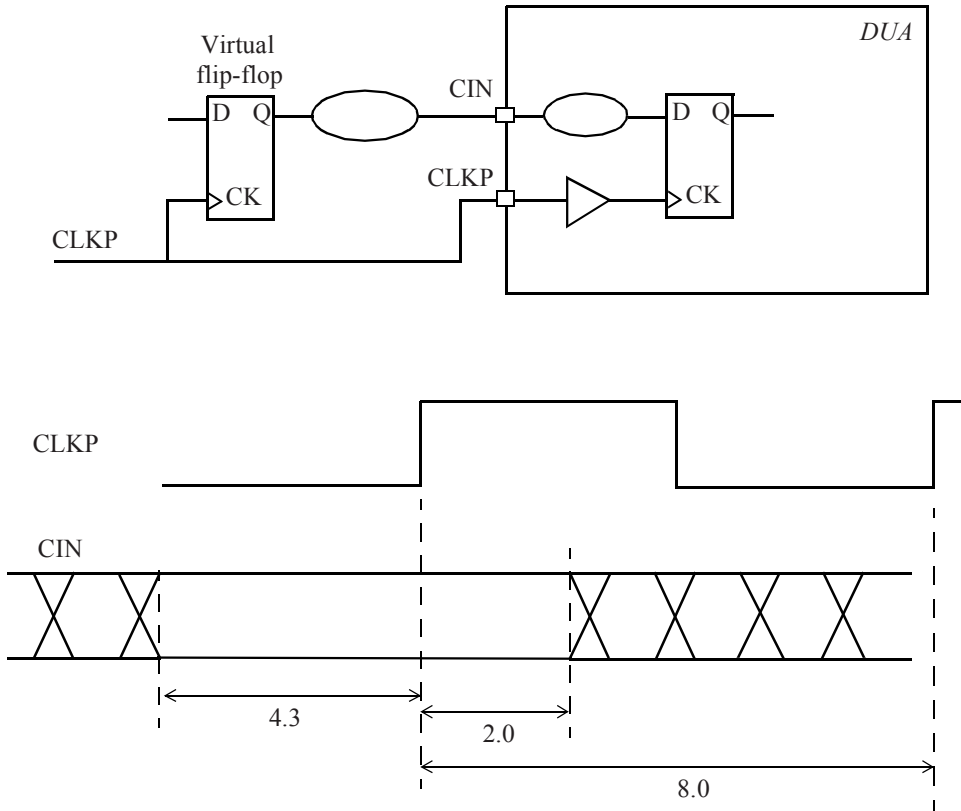 DUA
Virtual
flip-flop
CIN
D Q
D Q
CLKP
CK
CK
CLKP
CLKP
CIN
4.3
2.0
8.0